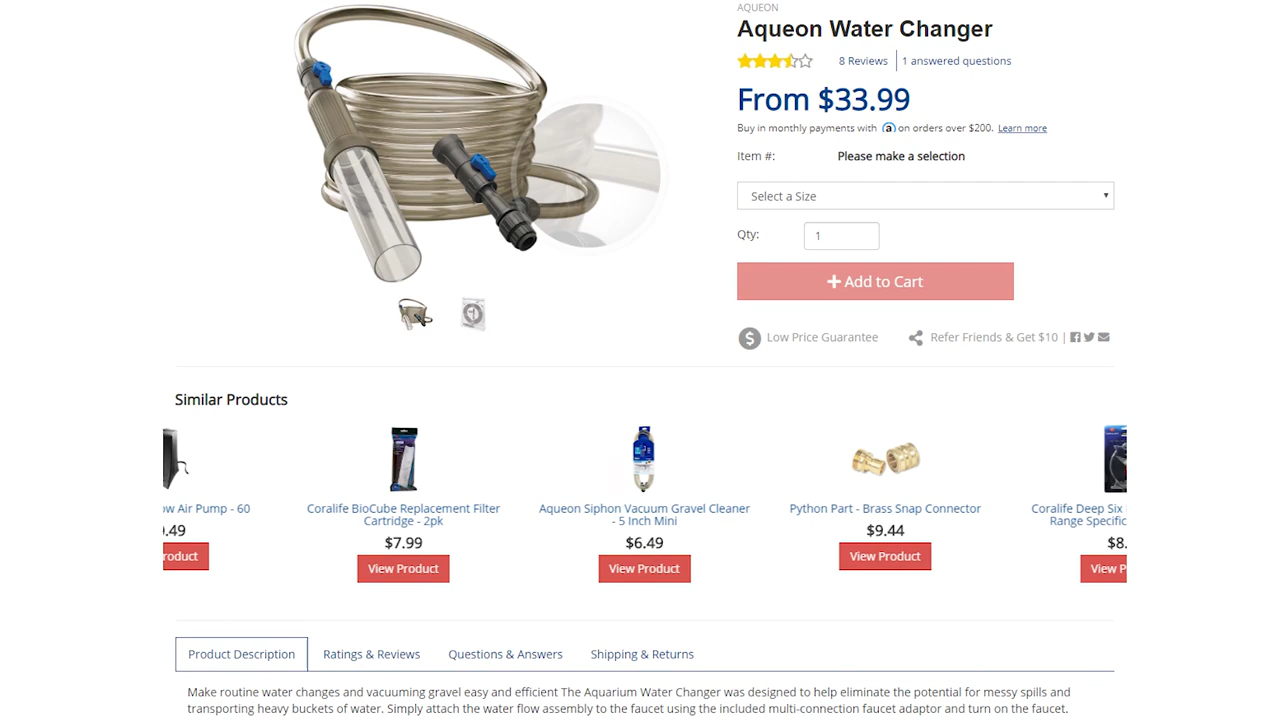 AQUEON
Aqueon Water Changer
8 Reviews
1 answered questions
From $33.99
Buy in monthly payments with a on orders over $200. Learn more
Item #:
Please make a selection
Select a Size
Qty:
1
Add to Cart
Low Price Guarantee
Refer Friends & Get $10 |
Similar Products
ow Air Pump - 60
.49
roduct
Coralife BioCube Replacement Filter
Cartridge - 2pk
$7.99
View Product
Aqueon Siphon Vacuum Gravel Cleaner
- 5 Inch Mini
$6.49
View Product
Python Part - Brass Snap Connector
$9.44
View Product
Coralife Deep Six
Range Specific
$8.
View P
Product Description
Ratings & Reviews
Questions & Answers
Shipping & Returns
Make routine water changes and vacuuming gravel easy and efficient The Aquarium Water Changer was designed to help eliminate the potential for messy spills and
transporting heavy buckets of water. Simply attach the water flow assembly to the faucet using the included multi-connection faucet adaptor and turn on the faucet.